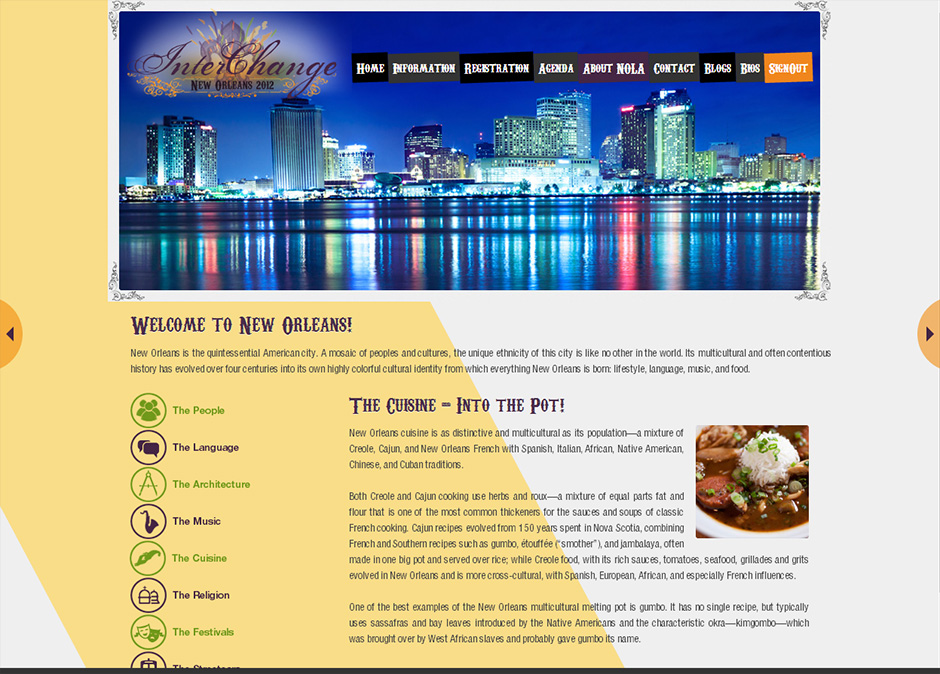 InterChange
New Orleans 2012
Home Information Registration Agenda About NOLA Contact Blogs Bios SignOut
Welcome to New Orleans!
New Orleans is the quintessential American city. A mosaic of peoples and cultures, the unique ethnicity of this city is like no other in the world. Its multicultural and often contentious
history has evolved over four centuries into its own highly colorful cultural identity from which everything New Orleans is born: lifestyle, language, music, and food.
The People
The Language
The Architecture
The Music
The Cuisine
The Religion
The Festivals
The Cuisine – Into the Pot!
New Orleans cuisine is as distinctive and multicultural as its population—a mixture of
Creole, Cajun, and New Orleans French with Spanish, Italian, African, Native American,
Chinese, and Cuban traditions.
Both Creole and Cajun cooking use herbs and roux—a mixture of equal parts fat and
flour that is one of the most common thickeners for the sauces and soups of classic
French cooking. Cajun recipes evolved from 150 years spent in Nova Scotia, combining
French and Southern recipes such as gumbo, étouffée ("smother"), and jambalaya, often
made in one big pot and served over rice; while Creole food, with its rich sauces, tomatoes, seafood, grillades and grits
evolved in New Orleans and is more cross-cultural, with Spanish, European, African, and especially French influences.
One of the best examples of the New Orleans multicultural melting pot is gumbo. It has no single recipe, but typically
uses sassafras and bay leaves introduced by the Native Americans and the characteristic okra—kimgombo—which
was brought over by West African slaves and probably gave gumbo its name.